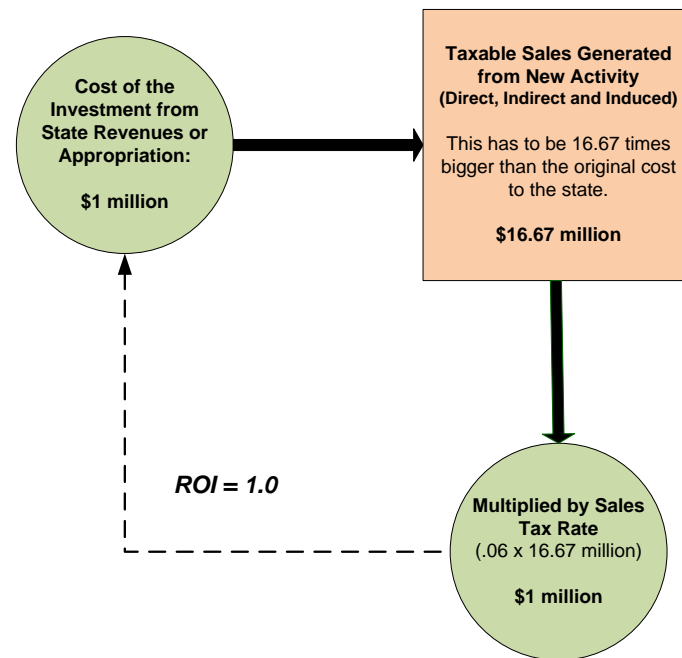 Cost of the
Investment from
State Revenues or
Appropriation:
$1 million
Taxable Sales Generated
from New Activity
(Direct, Indirect and Induced)
This has to be 16.67 times
bigger than the original cost
to the state.
$16.67 million
ROI = 1.0
Multiplied by Sales
Tax Rate
(.06 x 16.67 million)
$1 million